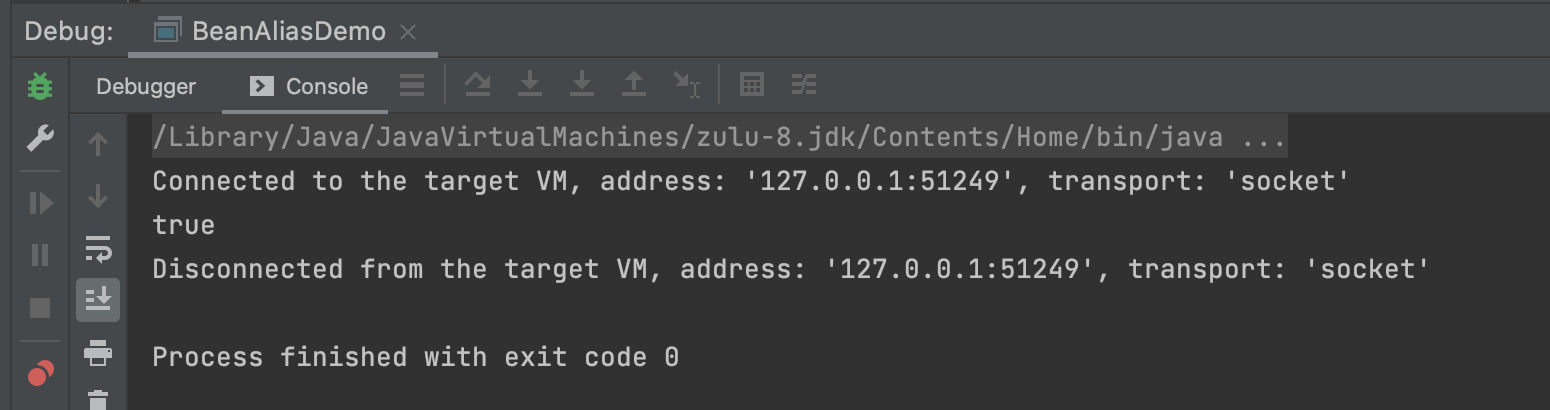 Debug: BeanAliasDemo
Debugger Console
/Library/Java/JavaVirtualMachines/zulu-8.jdk/Contents/Home/bin/java ...
Connected to the target VM, address: '127.0.0.1:51249', transport: 'socket'
true
Disconnected from the target VM, address: '127.0.0.1:51249', transport: 'socket'
Process finished with exit code 0